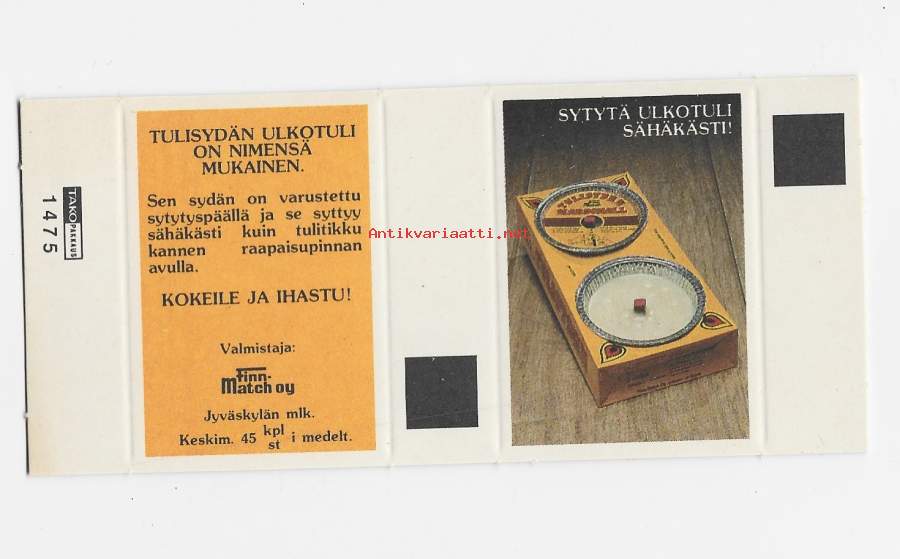 TAKO PAKKAUS
1475
TULISYDÄN ULKOTULI
ON NIMENSÄ
MUKAINEN.
Sen sydän on varustettu
sytytyspäällä ja se syttyy
sähäkästi kuin tulitikku
kannen raapaisupinnan
avulla.
KOKEILE JA IHASTU!
Valmistaja:
Finn-
Match oy
Jyväskylän mlk.
Keskim. 45 kpl
st i medelt.
SYTYTÄ ULKOTULI
SÄHÄKÄSTI!
MARSCHALL
Antikvariaatti.net